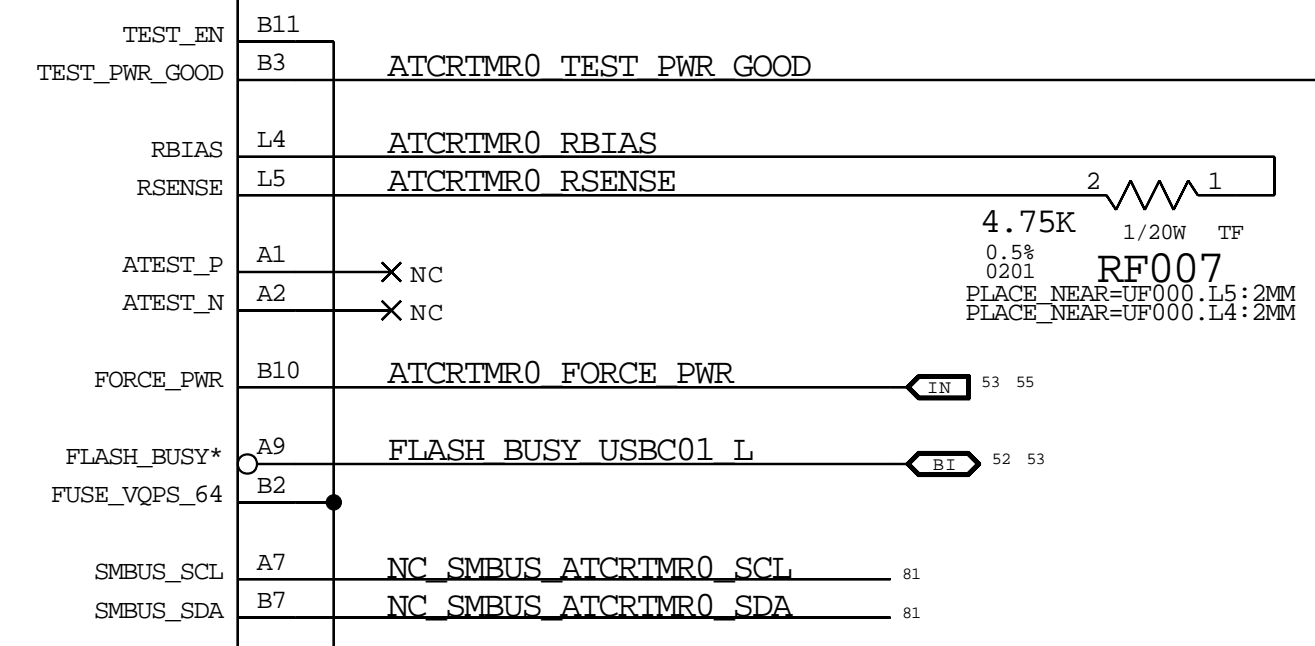 TEST_EN B11
TEST_PWR_GOOD B3 ATCRTMR0_TEST_PWR_GOOD
RBIAS L4 ATCRTMR0_RBIAS
RSENSE L5 ATCRTMR0_RSENSE 2 1
4.75K 1/20W TF
0.5%
0201 RF007
PLACE_NEAR=UF000.L5:2MM
PLACE_NEAR=UF000.L4:2MM
ATEST_P A1 NC
ATEST_N A2 NC
FORCE_PWR B10 ATCRTMR0_FORCE_PWR IN 53 55
FLASH_BUSY* A9 FLASH_BUSY_USBC01_L BI 52 53
FUSE_VQPS_64 B2
SMBUS_SCL A7 NC_SMBUS_ATCRTMR0_SCL 81
SMBUS_SDA B7 NC_SMBUS_ATCRTMR0_SDA 81